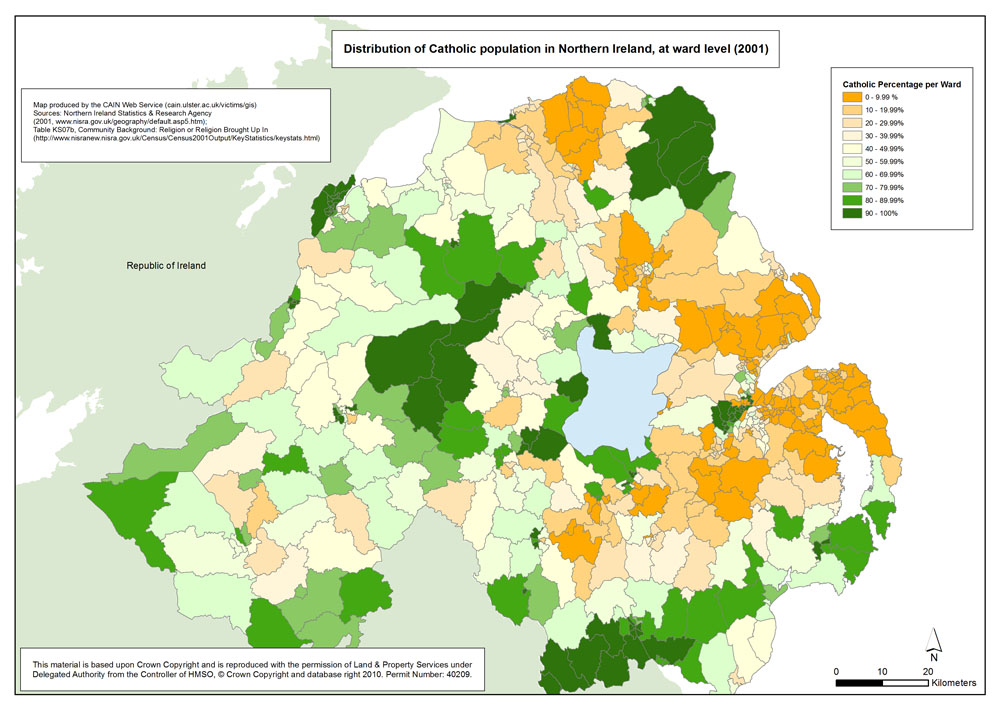 Distribution of Catholic population in Northern Ireland, at ward level (2001)
Map produced by the CAIN Web Service (cain.ulster.ac.uk/victims/gis)
Sources: Northern Ireland Statistics & Research Agency
(2001, www.nisra.gov.uk/geography/default.asp5.htm);
Table KS07b, Community Background: Religion or Religion Brought Up In
(http://www.nisranew.nisra.gov.uk/Census/Census2001Output/KeyStatistics/keystats.html)
Catholic Percentage per Ward
0 - 9.99 %
10 - 19.99%
20 - 29.99%
30 - 39.99%
40 - 49.99%
50 - 59.99%
60 - 69.99%
70 - 79.99%
80 - 89.99%
90 - 100%
Republic of Ireland
This material is based upon Crown Copyright and is reproduced with the permission of Land & Property Services under
Delegated Authority from the Controller of HMSO, © Crown Copyright and database right 2010. Permit Number: 40209.
N
0 10 20
Kilometers